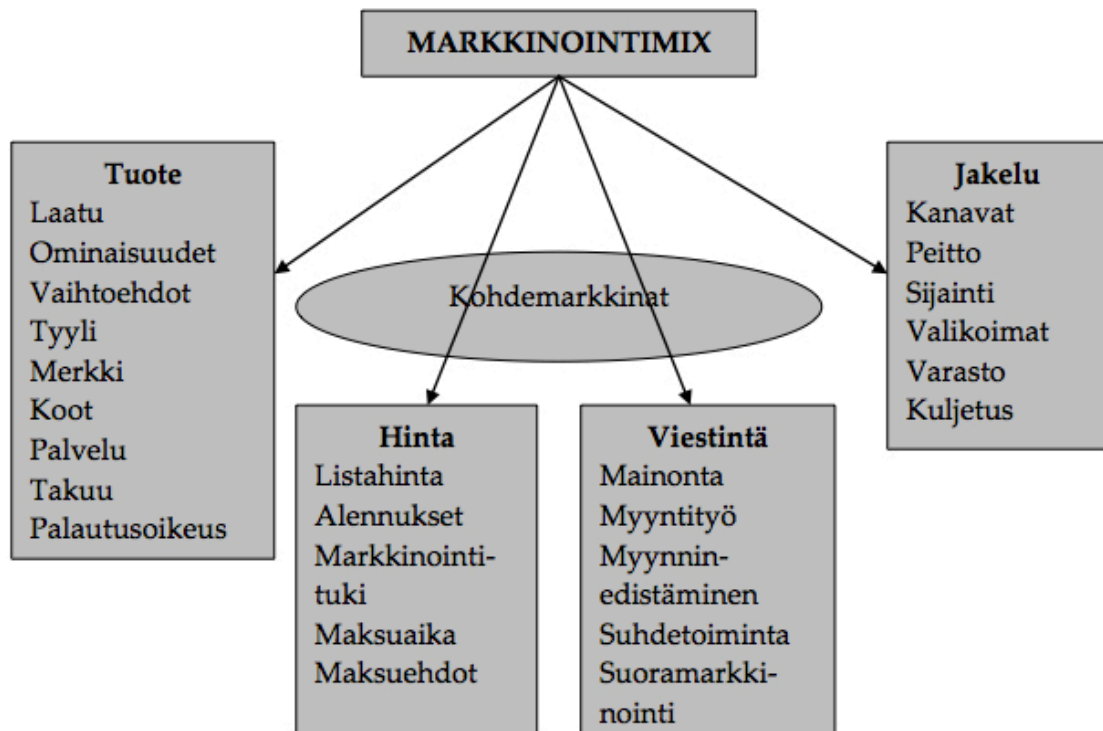 MARKKINOINTIMIX
Tuote
Laatu
Ominaisuudet
Vaihtoehdot
Tyyli
Merkki
Koot
Palvelu
Takuu
Palautusoikeus
Kohdemarkkinat
Hinta
Listahinta
Alennukset
Markkinointi-
tuki
Maksuaika
Maksuehdot
Viestintä
Mainonta
Myyntityö
Myynnin-
edistäminen
Suhdetoiminta
Suoramarkki-
nointi
Jakelu
Kanavat
Peitto
Sijainti
Valikoimat
Varasto
Kuljetus